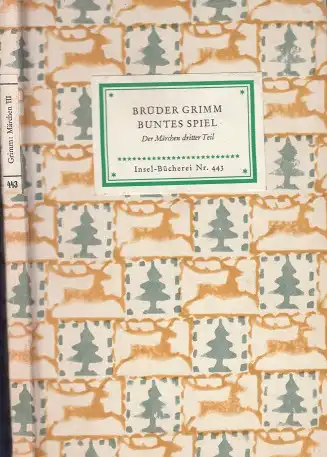 BRÜDER GRIMM
BUNTES SPIEL
Der Märchen dritter Teil
Insel-Bücherei Nr. 443
Grimm: Märchen III
443